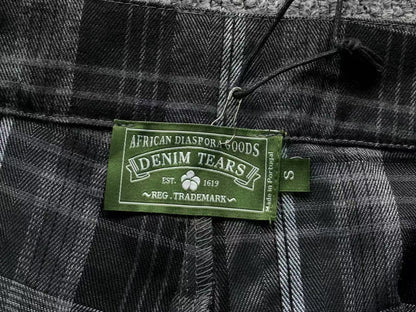 AFRICAN DIASPORA GOODS
DENIM TEARS
EST. 1619
~ REG. TRADEMARK ~
Made in Portugal
S